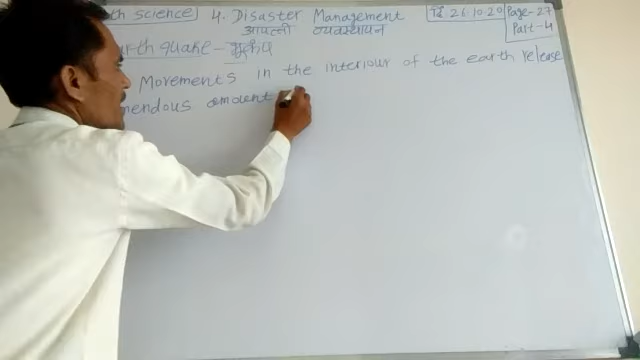 th science 4. Disaster Management
आपत्ती व्यवस्थापन
26.10.20
Page-27
Part-4
earth quake - भूकंप
Movements in the interiour of the earth release
mendous amount